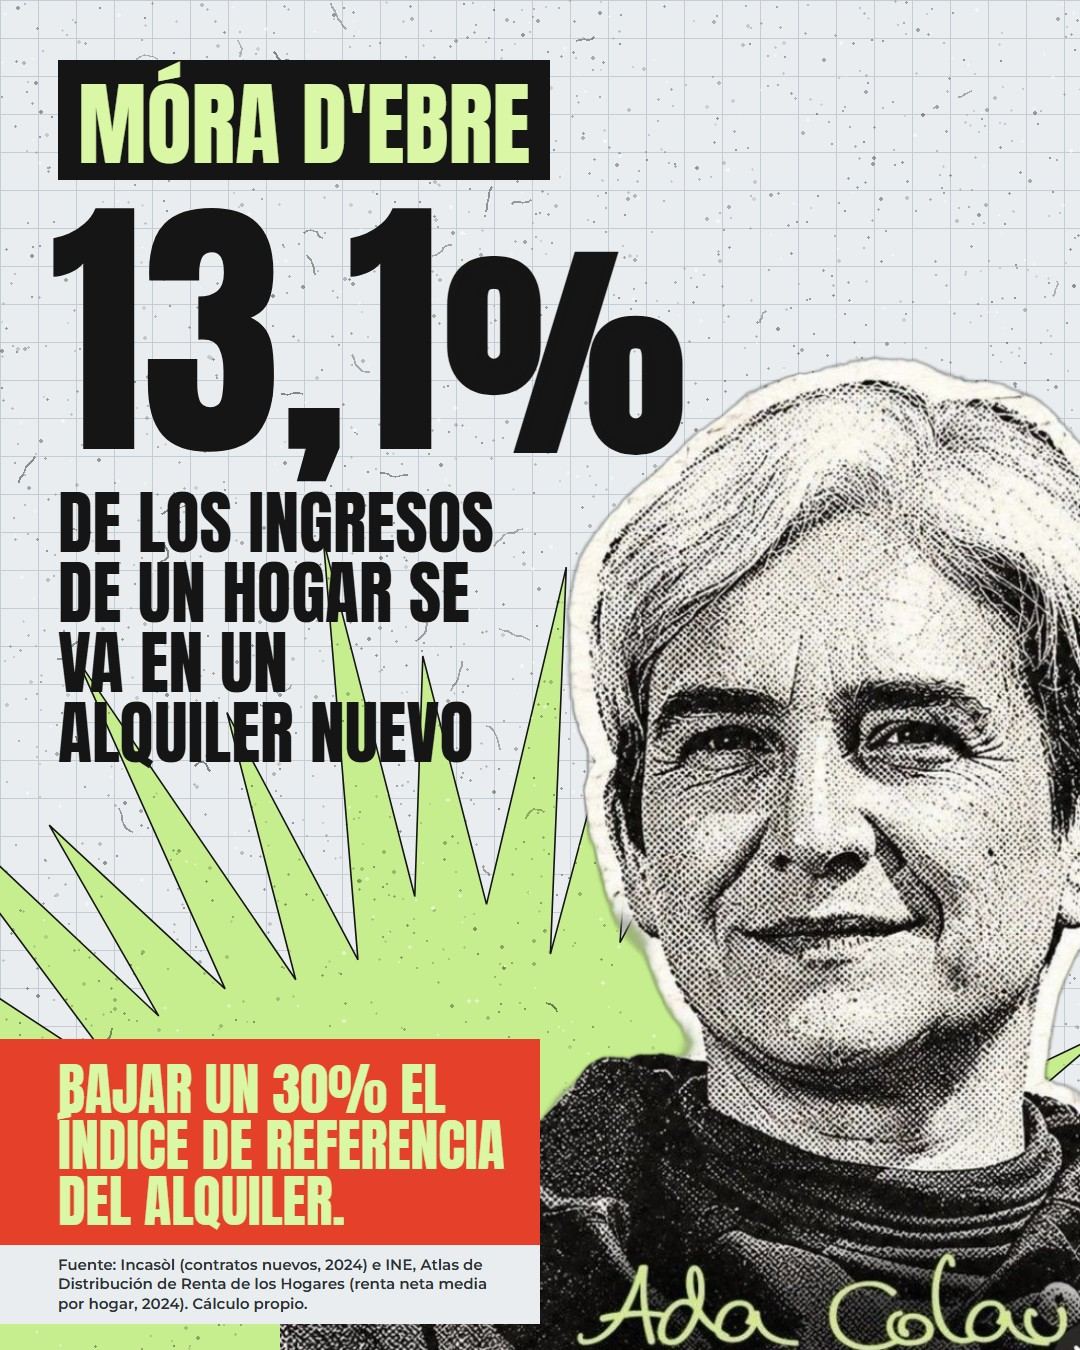 MÓRA D'EBRE
13,1%
DE LOS INGRESOS
DE UN HOGAR SE
VA EN UN
ALQUILER NUEVO
BAJAR UN 30% EL
ÍNDICE DE REFERENCIA
DEL ALQUILER.
Fuente: Incasòl (contratos nuevos, 2024) e INE, Atlas de
Distribución de Renta de los Hogares (renta neta media
por hogar, 2024). Cálculo propio.
Ada Colau